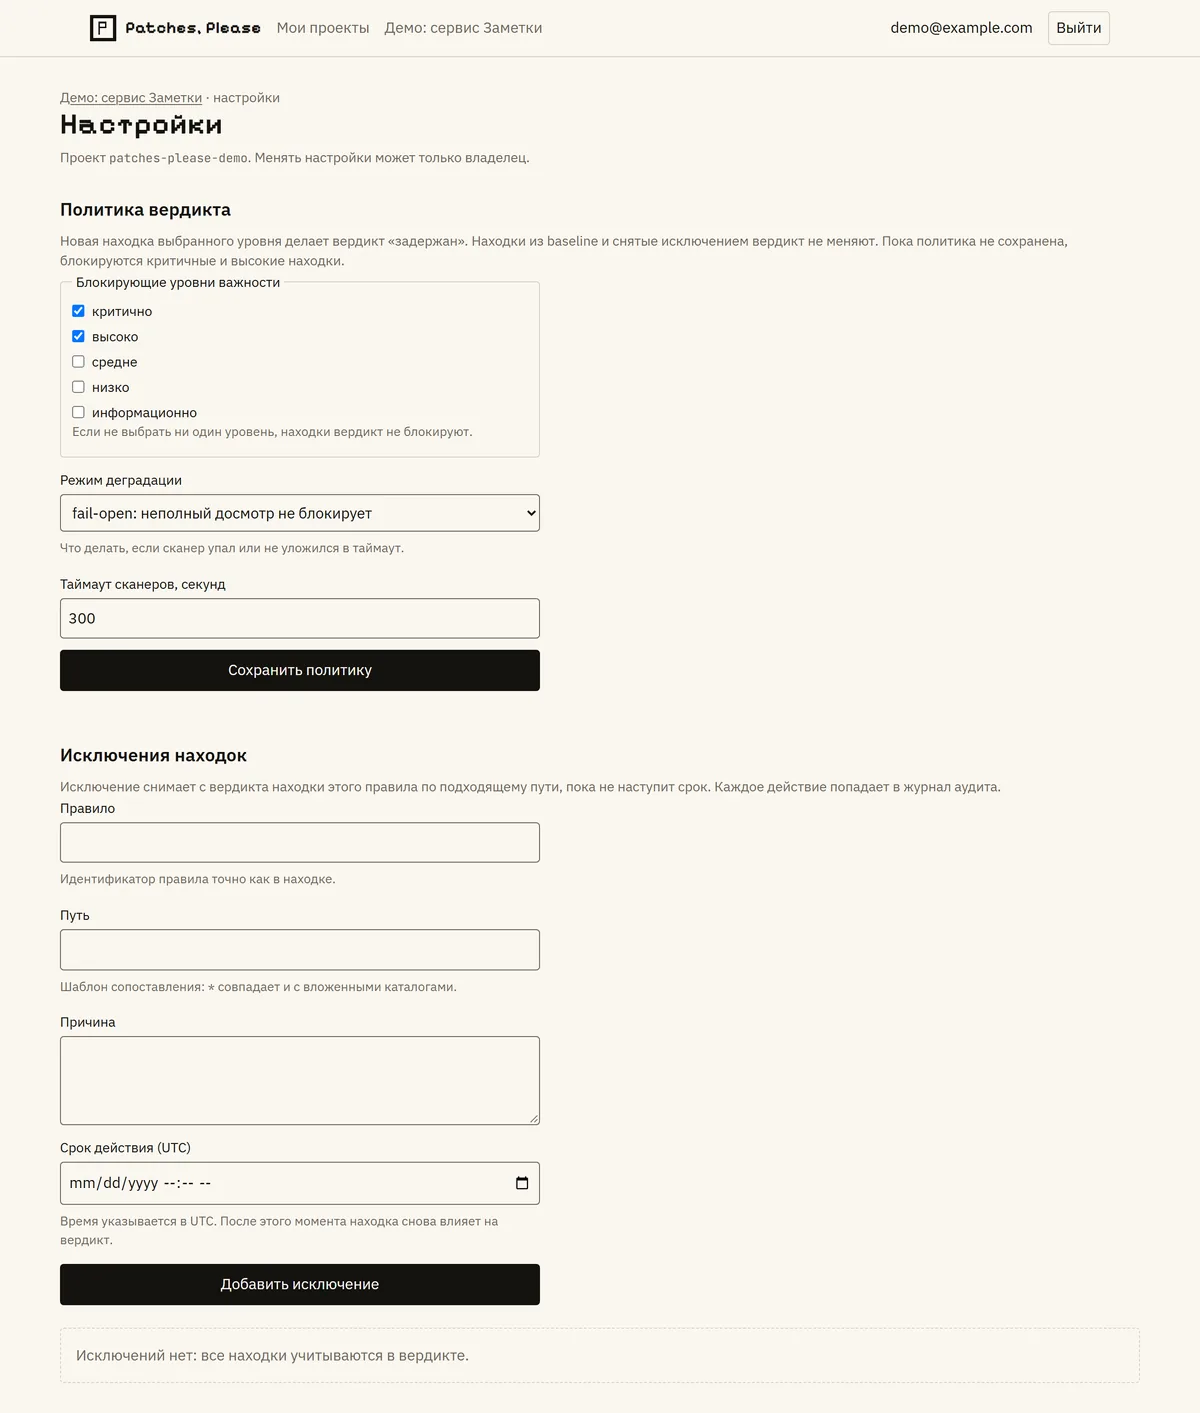 Patches, Please Мои проекты Демо: сервис Заметки demo@example.com Выйти
Демо: сервис Заметки · настройки
Настройки
Проект patches-please-demo. Менять настройки может только владелец.
Политика вердикта
Новая находка выбранного уровня делает вердикт «задержан». Находки из baseline и снятые исключением вердикт не меняют. Пока политика не сохранена,
блокируются критичные и высокие находки.
Блокирующие уровни важности
критично
высоко
средне
низко
информационно
Если не выбрать ни один уровень, находки вердикт не блокируют.
Режим деградации
fail-open: неполный досмотр не блокирует
Что делать, если сканер упал или не уложился в таймаут.
Таймаут сканеров, секунд
300
Сохранить политику
Исключения находок
Исключение снимает с вердикта находки этого правила по подходящему пути, пока не наступит срок. Каждое действие попадает в журнал аудита.
Правило
Идентификатор правила точно как в находке.
Путь
Шаблон сопоставления: * совпадает и с вложенными каталогами.
Причина
Срок действия (UTC)
mm/dd/yyyy --:-- --
Время указывается в UTC. После этого момента находка снова влияет на
вердикт.
Добавить исключение
Исключений нет: все находки учитываются в вердикте.